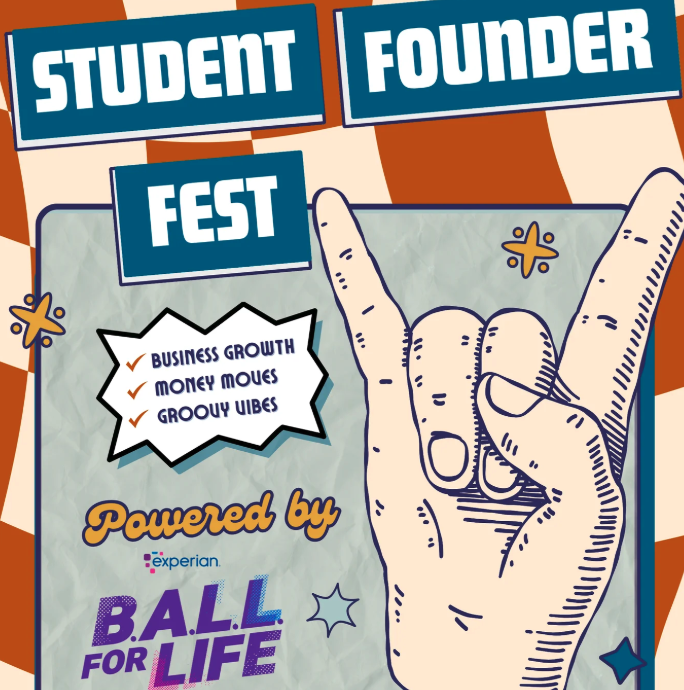 STUDENT
FOUNDER
FEST
BUSINESS GROWTH
MONEY MOVES
GROOVY VIBES
Powered by
experian.
B.A.L.L.
FOR LIFE